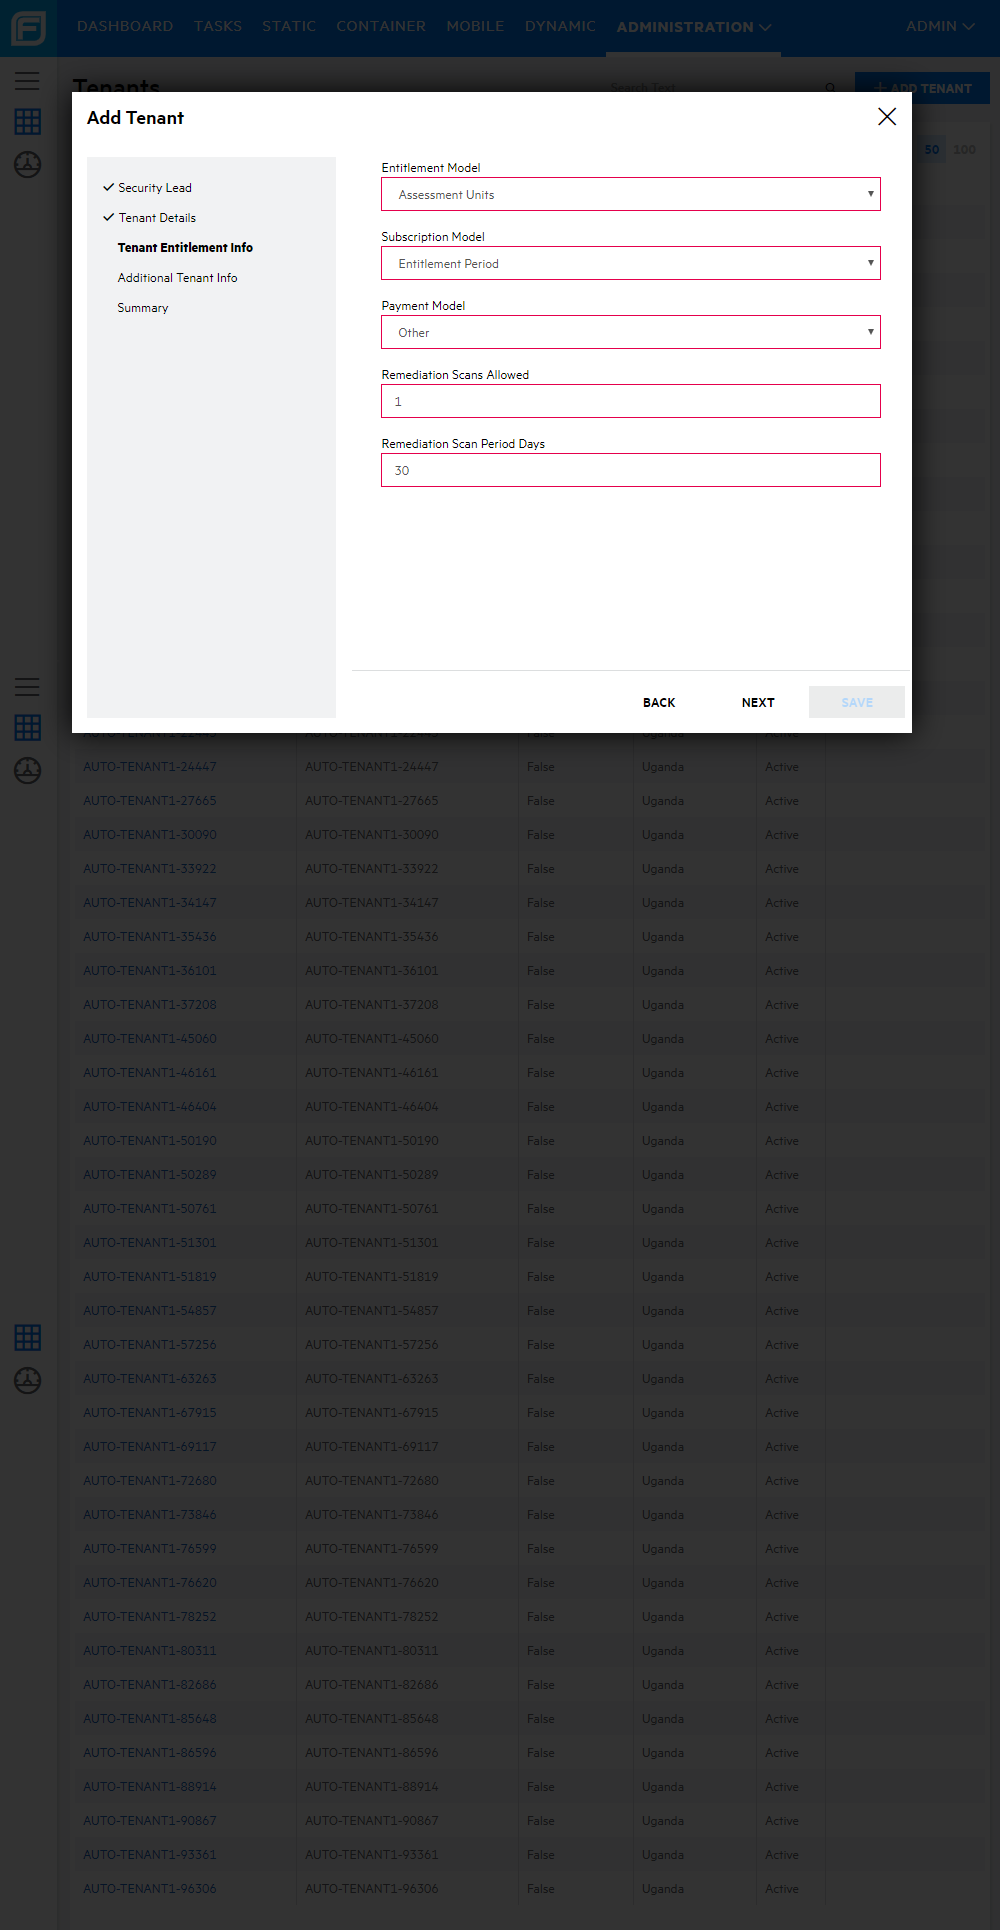 DASHBOARD TASKS STATIC CONTAINER MOBILE DYNAMIC ADMINISTRATION ADMIN
Tenants Search Text ADD TENANT
Add Tenant
50 100
Security Lead
Tenant Details
Tenant Entitlement Info
Additional Tenant Info
Summary
Entitlement Model
Assessment Units
Subscription Model
Entitlement Period
Payment Model
Other
Remediation Scans Allowed
1
Remediation Scan Period Days
30
BACK NEXT SAVE
AUTO-TENANT1-24447 AUTO-TENANT1-24447 False Uganda Active
AUTO-TENANT1-27665 AUTO-TENANT1-27665 False Uganda Active
AUTO-TENANT1-30090 AUTO-TENANT1-30090 False Uganda Active
AUTO-TENANT1-33922 AUTO-TENANT1-33922 False Uganda Active
AUTO-TENANT1-34147 AUTO-TENANT1-34147 False Uganda Active
AUTO-TENANT1-35436 AUTO-TENANT1-35436 False Uganda Active
AUTO-TENANT1-36101 AUTO-TENANT1-36101 False Uganda Active
AUTO-TENANT1-37208 AUTO-TENANT1-37208 False Uganda Active
AUTO-TENANT1-45060 AUTO-TENANT1-45060 False Uganda Active
AUTO-TENANT1-46161 AUTO-TENANT1-46161 False Uganda Active
AUTO-TENANT1-46404 AUTO-TENANT1-46404 False Uganda Active
AUTO-TENANT1-50190 AUTO-TENANT1-50190 False Uganda Active
AUTO-TENANT1-50289 AUTO-TENANT1-50289 False Uganda Active
AUTO-TENANT1-50761 AUTO-TENANT1-50761 False Uganda Active
AUTO-TENANT1-51301 AUTO-TENANT1-51301 False Uganda Active
AUTO-TENANT1-51819 AUTO-TENANT1-51819 False Uganda Active
AUTO-TENANT1-54857 AUTO-TENANT1-54857 False Uganda Active
AUTO-TENANT1-57256 AUTO-TENANT1-57256 False Uganda Active
AUTO-TENANT1-63263 AUTO-TENANT1-63263 False Uganda Active
AUTO-TENANT1-67915 AUTO-TENANT1-67915 False Uganda Active
AUTO-TENANT1-69117 AUTO-TENANT1-69117 False Uganda Active
AUTO-TENANT1-72680 AUTO-TENANT1-72680 False Uganda Active
AUTO-TENANT1-73846 AUTO-TENANT1-73846 False Uganda Active
AUTO-TENANT1-76599 AUTO-TENANT1-76599 False Uganda Active
AUTO-TENANT1-76620 AUTO-TENANT1-76620 False Uganda Active
AUTO-TENANT1-78252 AUTO-TENANT1-78252 False Uganda Active
AUTO-TENANT1-80311 AUTO-TENANT1-80311 False Uganda Active
AUTO-TENANT1-82686 AUTO-TENANT1-82686 False Uganda Active
AUTO-TENANT1-85648 AUTO-TENANT1-85648 False Uganda Active
AUTO-TENANT1-86596 AUTO-TENANT1-86596 False Uganda Active
AUTO-TENANT1-88914 AUTO-TENANT1-88914 False Uganda Active
AUTO-TENANT1-90867 AUTO-TENANT1-90867 False Uganda Active
AUTO-TENANT1-93361 AUTO-TENANT1-93361 False Uganda Active
AUTO-TENANT1-96306 AUTO-TENANT1-96306 False Uganda Active